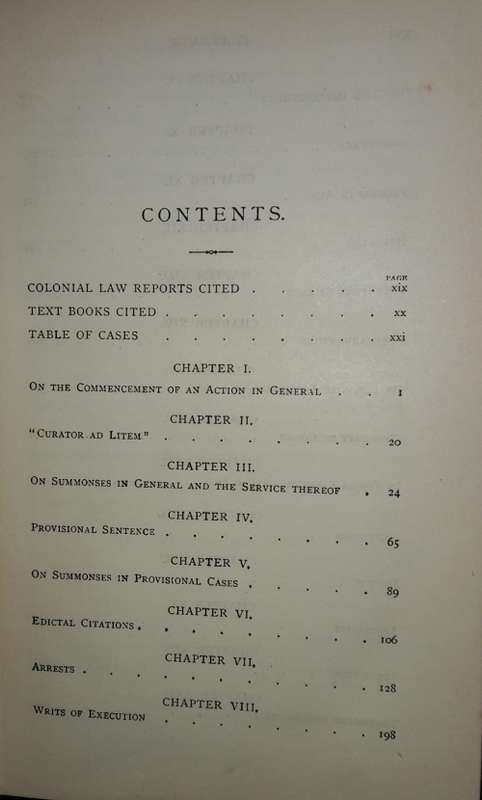 CONTENTS.
PAGE
COLONIAL LAW REPORTS CITED . . . . . xix
TEXT BOOKS CITED . . . . . . . . xx
TABLE OF CASES . . . . . . . . xxi
CHAPTER I.
ON THE COMMENCEMENT OF AN ACTION IN GENERAL . . 1
CHAPTER II.
"CURATOR AD LITEM" . . . . . . . . 20
CHAPTER III.
ON SUMMONSES IN GENERAL AND THE SERVICE THEREOF . 24
CHAPTER IV.
PROVISIONAL SENTENCE . . . . . . . . 65
CHAPTER V.
ON SUMMONSES IN PROVISIONAL CASES . . . . . 89
CHAPTER VI.
EDICTAL CITATIONS . . . . . . . . . 106
CHAPTER VII.
ARRESTS . . . . . . . . . . . 128
CHAPTER VIII.
WRITS OF EXECUTION . . . . . . . . 198